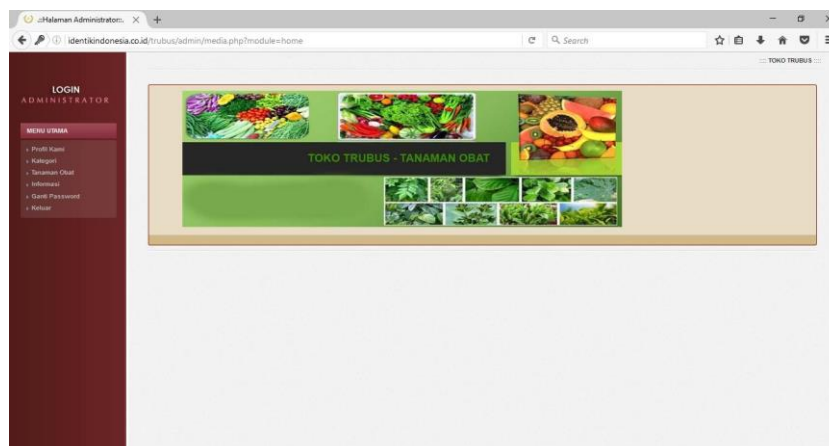 .:Halaman Administrator:.
identikindonesia.co.id/trubus/admin/media.php?module=home
Search
:::: TOKO TRUBUS ::::
LOGIN
ADMINISTRATOR
MENU UTAMA
Profil Kami
Kategori
Tanaman Obat
Informasi
Ganti Password
Keluar
TOKO TRUBUS - TANAMAN OBAT